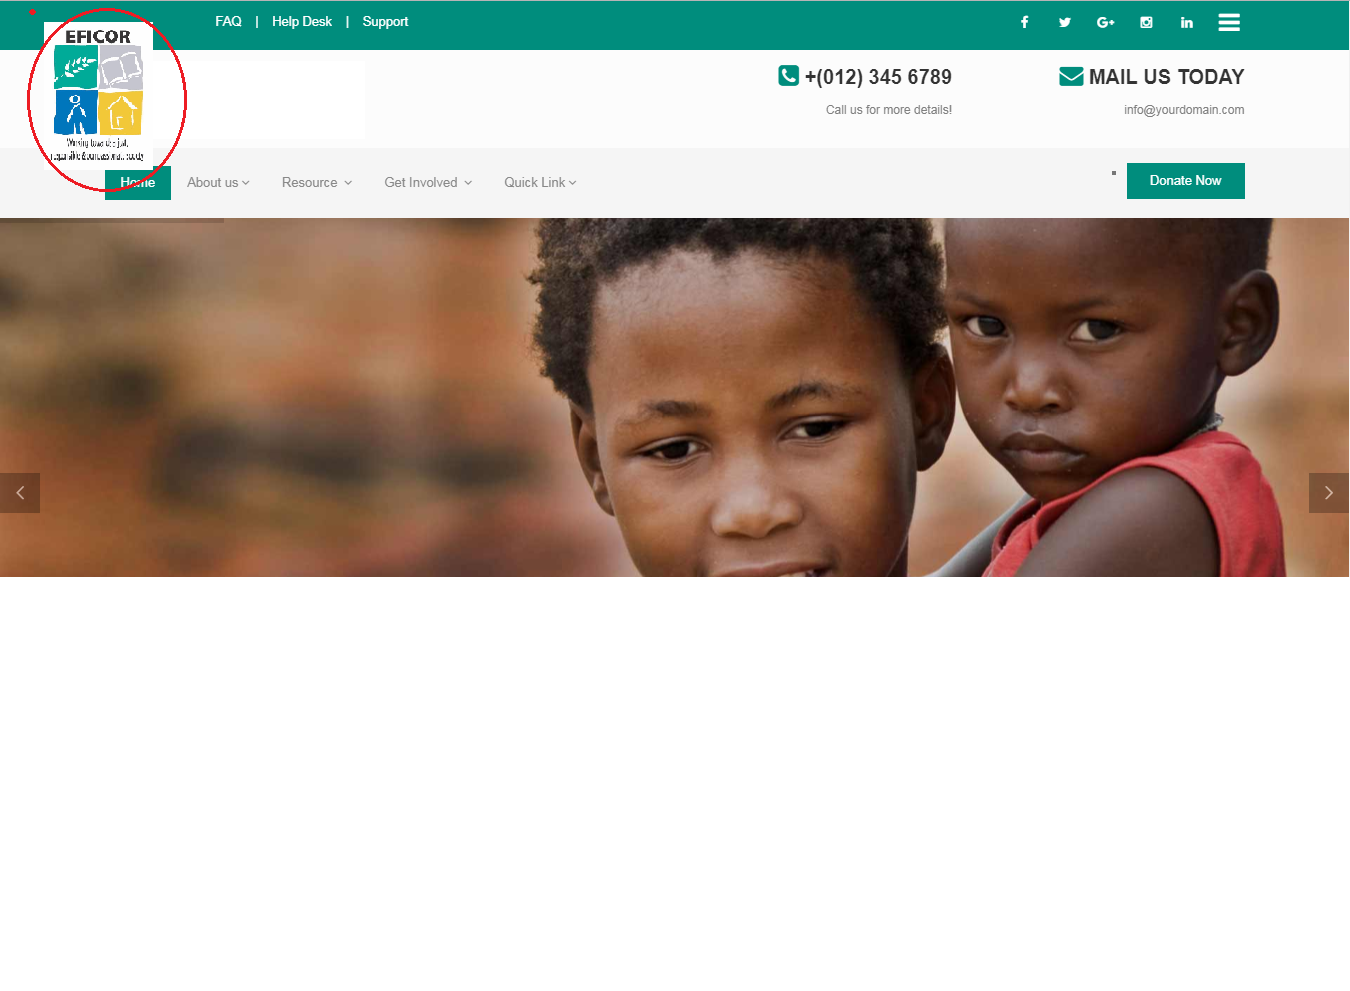 FAQ | Help Desk | Support
EFICOR
Working towards a just,
responsible & compassionate society
+(012) 345 6789
Call us for more details!
MAIL US TODAY
info@yourdomain.com
Home
About us
Resource
Get Involved
Quick Link
Donate Now